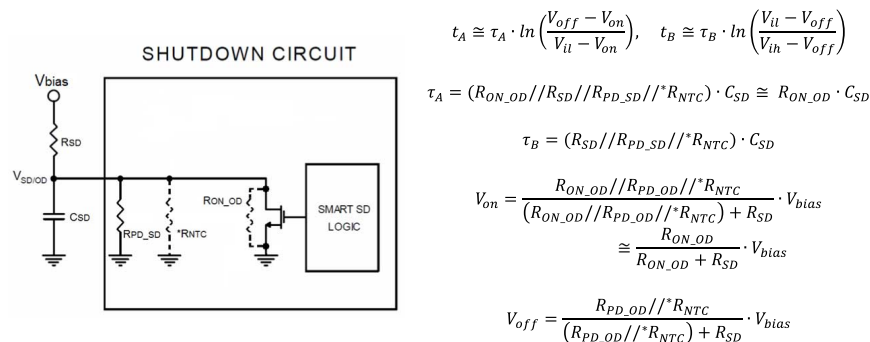 SHUTDOWN CIRCUIT
Vbias
RSD
VSD/OD
CSD
RPD_SD
*RNTC
RON_OD
SMART SD
LOGIC
t_A ≅ τ_A · ln((V_off − V_on)/(V_il − V_on)), t_B ≅ τ_B · ln((V_il − V_off)/(V_ih − V_off))
τ_A = (R_ON_OD//R_SD//R_PD_SD//*R_NTC) · C_SD ≅ R_ON_OD · C_SD
τ_B = (R_SD//R_PD_SD//*R_NTC) · C_SD
V_on = (R_ON_OD//R_PD_OD//*R_NTC)/((R_ON_OD//R_PD_OD//*R_NTC) + R_SD) · V_bias
≅ R_ON_OD/(R_ON_OD + R_SD) · V_bias
V_off = (R_PD_OD//*R_NTC)/((R_PD_OD//*R_NTC) + R_SD) · V_bias